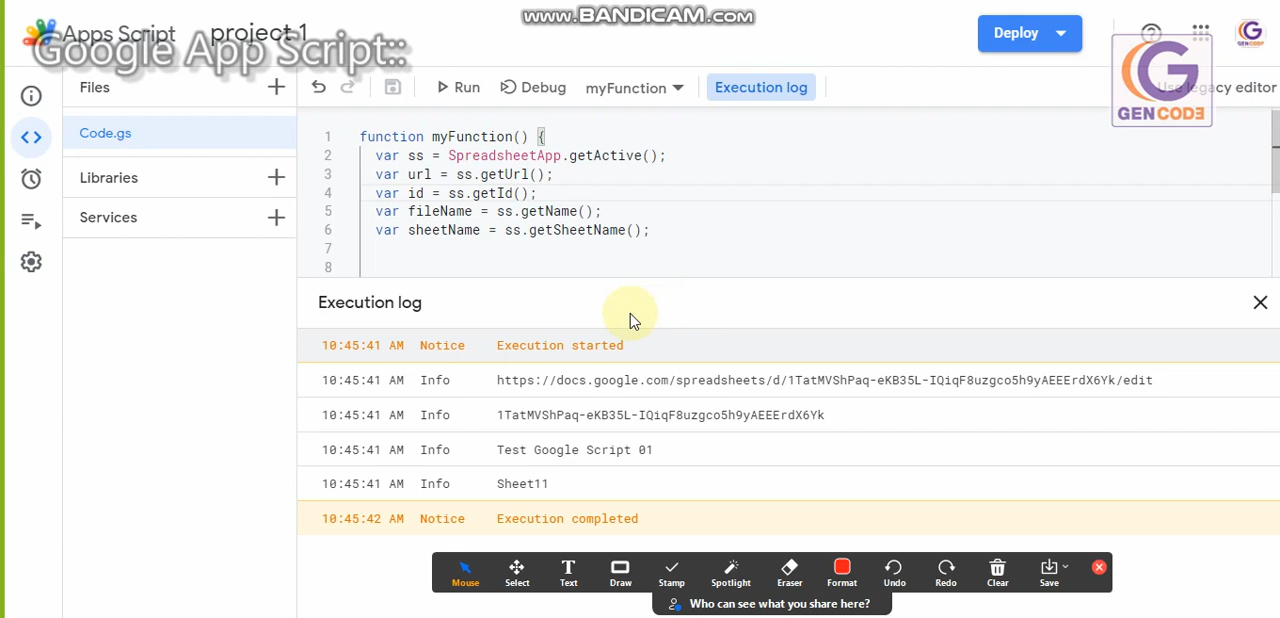 www.BANDICAM.com
Apps Script project 1
Google App Script::
Deploy
GENCODE
GENCODE
Files
Run Debug myFunction Execution log Use legacy editor
Code.gs
Libraries
Services
1 function myFunction() {
2 var ss = SpreadsheetApp.getActive();
3 var url = ss.getUrl();
4 var id = ss.getId();
5 var fileName = ss.getName();
6 var sheetName = ss.getSheetName();
7
8
Execution log
10:45:41 AM Notice Execution started
10:45:41 AM Info https://docs.google.com/spreadsheets/d/1TatMVShPaq-eKB35L-IQiqF8uzgco5h9yAEEErdX6Yk/edit
10:45:41 AM Info 1TatMVShPaq-eKB35L-IQiqF8uzgco5h9yAEEErdX6Yk
10:45:41 AM Info Test Google Script 01
10:45:41 AM Info Sheet11
10:45:42 AM Notice Execution completed
Mouse Select Text Draw Stamp Spotlight Eraser Format Undo Redo Clear Save
Who can see what you share here?